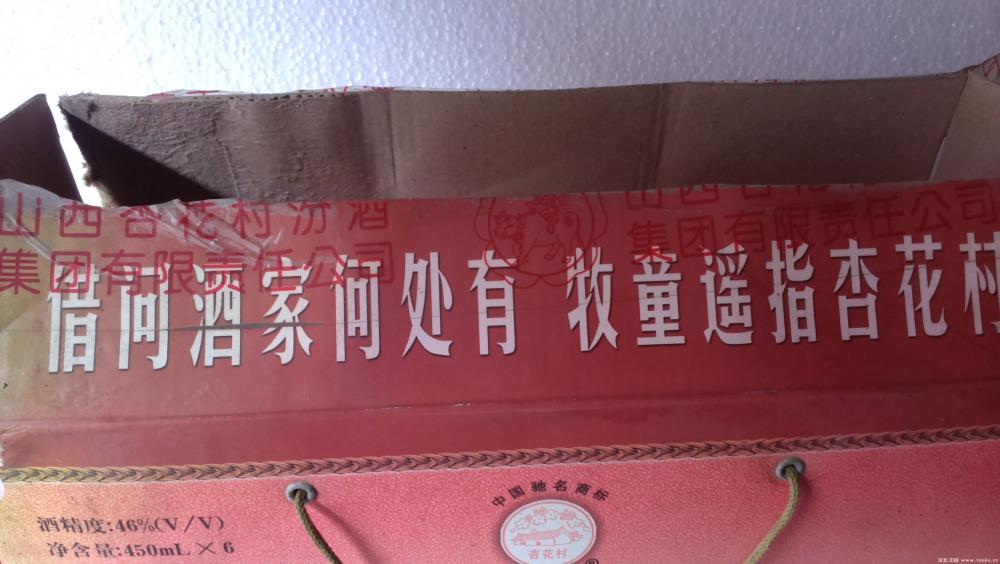 山西杏花村汾酒
集团有限责任公司
集团有限责任公司
借问酒家何处有 牧童遥指杏花村
中国驰名商标
杏花村
®
酒精度:46%(V/V)
净含量:450mL×6